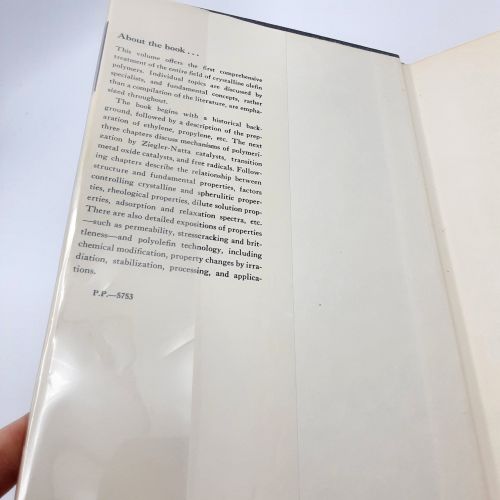 About the book . . .
This volume offers the first comprehensive
treatment of the entire field of crystalline olefin
polymers. Individual topics are discussed by
specialists, and fundamental concepts, rather
than a compilation of the literature, are empha-
sized throughout.
The book begins with a historical back-
ground, followed by a description of the prep-
aration of ethylene, propylene, etc. The next
three chapters discuss mechanisms of polymeri-
zation by Ziegler-Natta catalysts, transition
metal oxide catalysts, and free radicals. Follow-
ing chapters describe the relationship between
structure and fundamental properties, factors
controlling crystalline and spherulitic proper-
ties, rheological properties, dilute solution prop-
erties, adsorption and relaxation spectra, etc.
There are also detailed expositions of properties
—such as permeability, stresscracking and brit-
tleness—and polyolefin technology, including
chemical modification, property changes by irra-
diation, stabilization, processing, and applica-
tions.
P.P.—5753